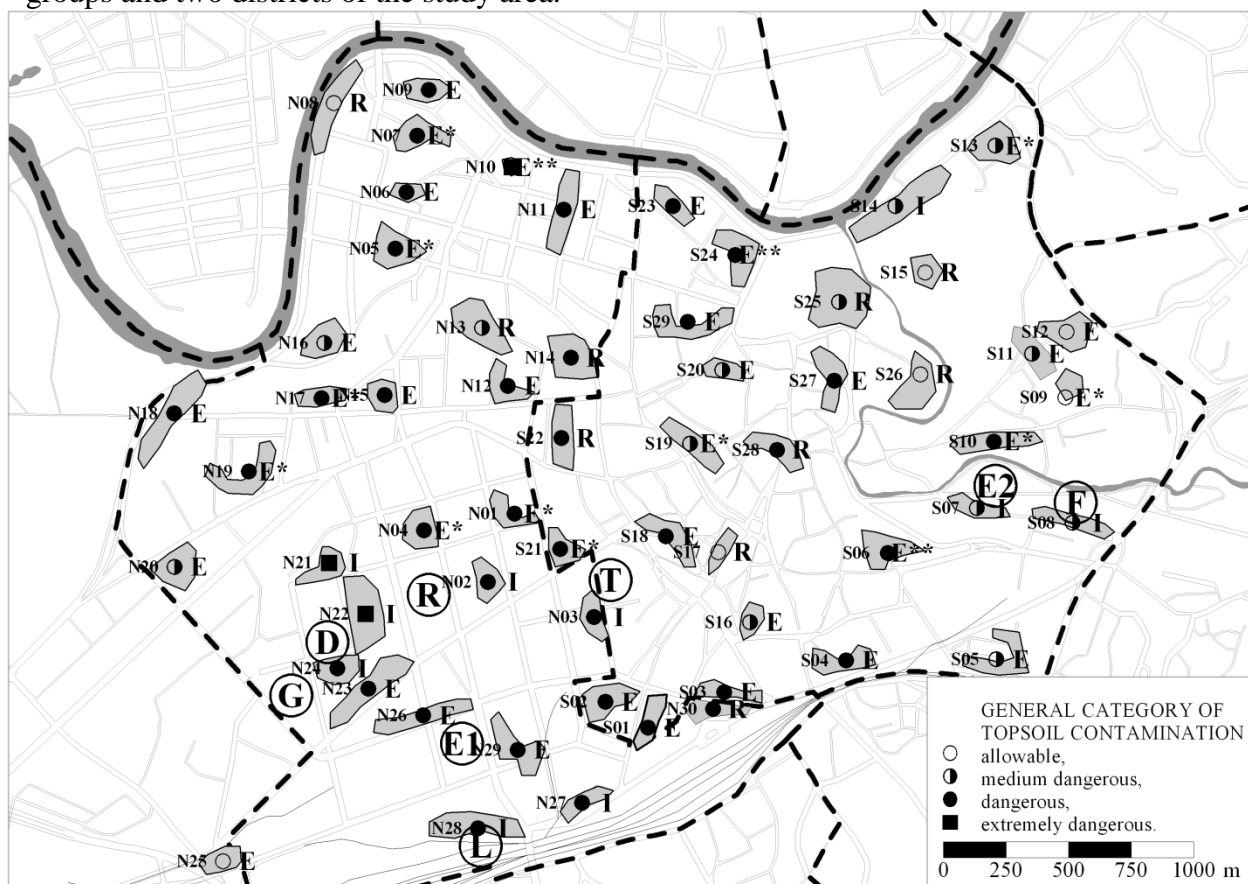 groups and two districts of the study area.
N09 E
N08 R
N07 E*
S13 E*
N10 E**
N06 E
N11 E
S23 E
S14 I
N05 E*
S24 E**
S15 R
S25 R
N13 R
S29 E
N16 E
S12 E
S11 E
N14 R
S20 E
S27 E
S26 R
N12 E
N17 E*
N15 E
S09 E*
N18 E
S22 R
S19 E*
S28 R
S10 E*
N19 E*
E2
F
S07 I
S08 I
N01 E*
N04 E*
S18 E
S21 E*
S17 R
S06 E**
N21 I
N20 E
T
N02 I
R
N22 I
N03 I
S16 E
D
S04 E
S05 E
N24 I
N23 E
G
S03 E
S02 E
N30 R
N26 E
S01 E
E1
N29 E
N27 I
N28 I
L
N25 E
GENERAL CATEGORY OF
TOPSOIL CONTAMINATION
allowable,
medium dangerous,
dangerous,
extremely dangerous.
0 250 500 750 1000 m